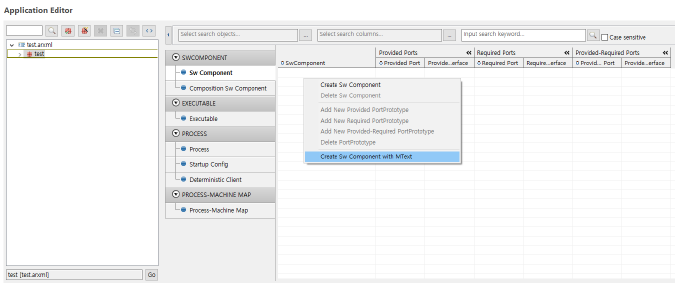 Application Editor
Select search objects...
...
Select search columns...
...
Input search keyword...
Case sensitive
test.arxml
test
SWCOMPONENT
Sw Component
Composition Sw Component
EXECUTABLE
Executable
PROCESS
Process
Startup Config
Deterministic Client
PROCESS-MACHINE MAP
Process-Machine Map
Provided Ports
Required Ports
Provided-Required Ports
0 SwComponent
0 Provided Port
Provide...erface
0 Required Port
Require...erface
0 Provid... Port
Provide...erface
Create Sw Component
Delete Sw Component
Add New Provided PortPrototype
Add New Required PortPrototype
Add New Provided-Required PortPrototype
Delete PortPrototype
Create Sw Component with MText
test [test.arxml]
Go